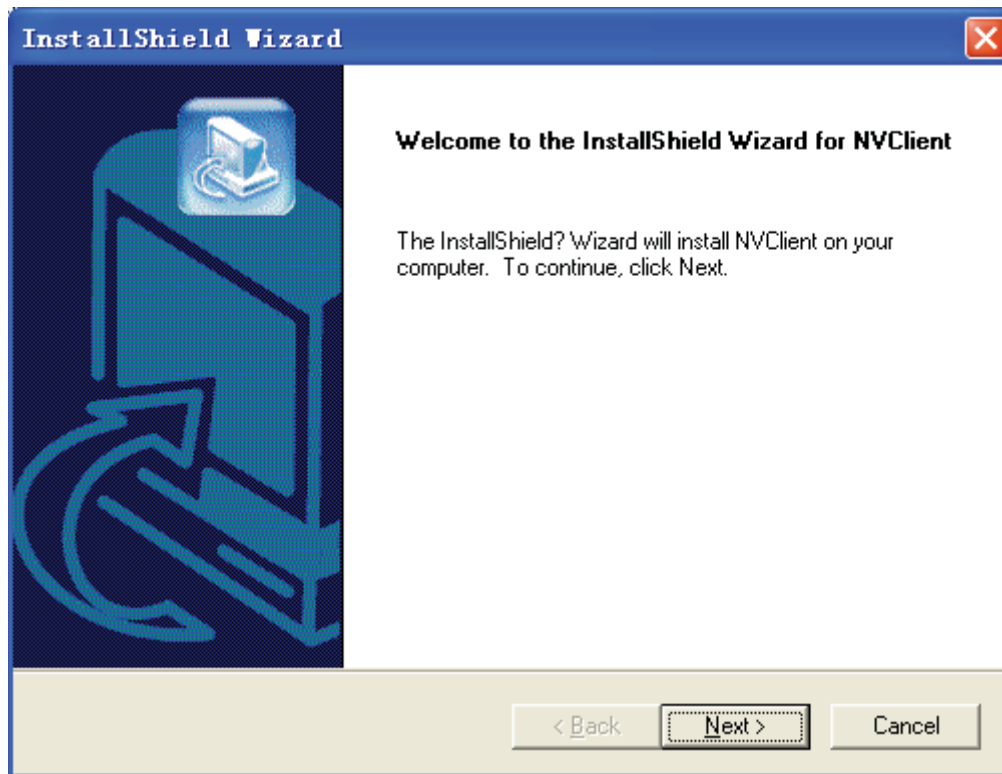 InstallShield Wizard
Welcome to the InstallShield Wizard for NVClient
The InstallShield? Wizard will install NVClient on your
computer.  To continue, click Next.
< Back
Next >
Cancel